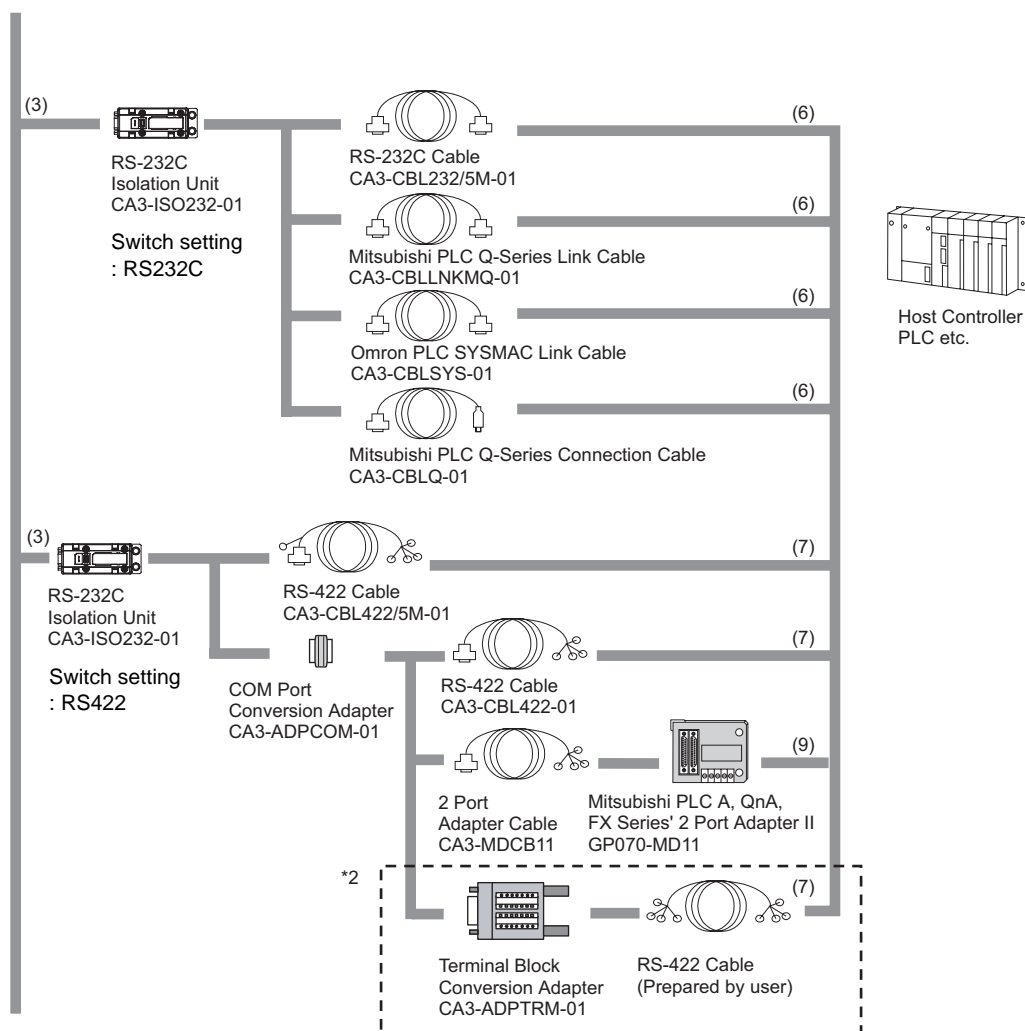 (3)
RS-232C
Isolation Unit
CA3-ISO232-01
Switch setting
: RS232C
RS-232C Cable
CA3-CBL232/5M-01
(6)
Mitsubishi PLC Q-Series Link Cable
CA3-CBLLNKMQ-01
(6)
Omron PLC SYSMAC Link Cable
CA3-CBLSYS-01
(6)
Mitsubishi PLC Q-Series Connection Cable
CA3-CBLQ-01
(6)
Host Controller
PLC etc.
(3)
RS-232C
Isolation Unit
CA3-ISO232-01
Switch setting
: RS422
RS-422 Cable
CA3-CBL422/5M-01
(7)
COM Port
Conversion Adapter
CA3-ADPCOM-01
RS-422 Cable
CA3-CBL422-01
(7)
2 Port
Adapter Cable
CA3-MDCB11
Mitsubishi PLC A, QnA,
FX Series' 2 Port Adapter II
GP070-MD11
(9)
*2
Terminal Block
Conversion Adapter
CA3-ADPTRM-01
RS-422 Cable
(Prepared by user)
(7)